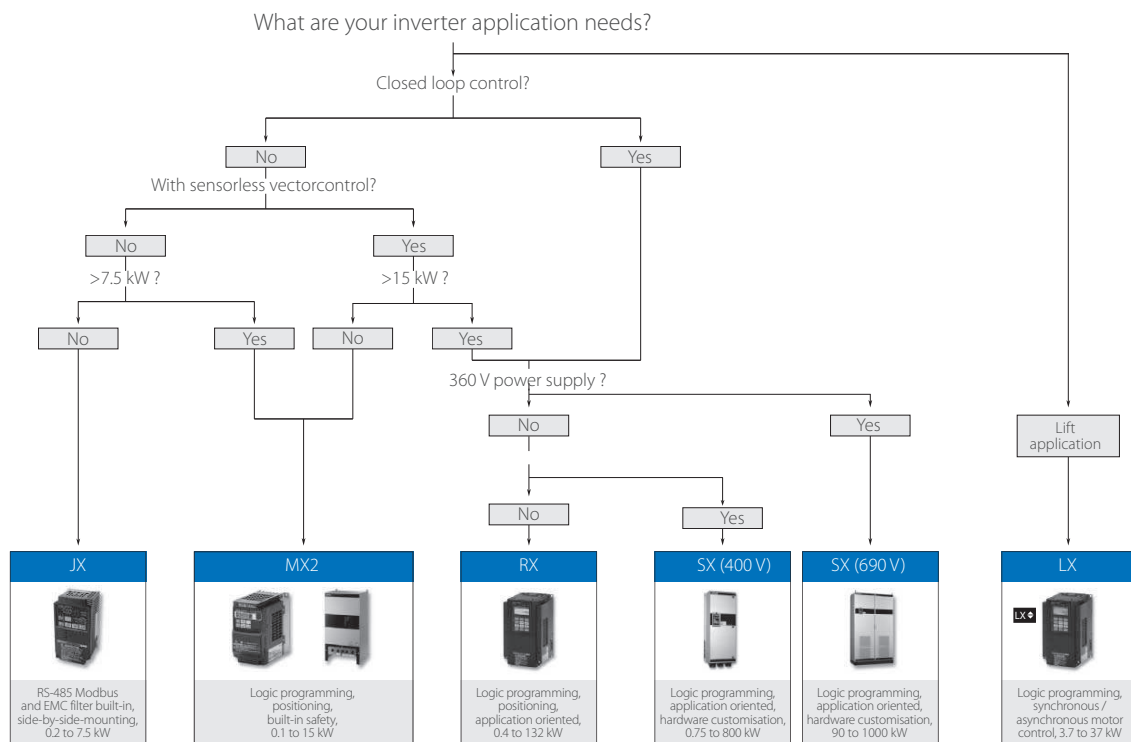 What are your inverter application needs?
Closed loop control?
No
Yes
With sensorless vectorcontrol?
No
Yes
>7.5 kW ?
>15 kW ?
No
Yes
No
Yes
360 V power supply ?
No
Yes
Lift
application
No
Yes
JX
MX2
RX
SX (400 V)
SX (690 V)
LX
LX
RS-485 Modbus
and EMC filter built-in,
side-by-side-mounting,
0.2 to 7.5 kW
Logic programming,
positioning,
built-in safety,
0.1 to 15 kW
Logic programming,
positioning,
application oriented,
0.4 to 132 kW
Logic programming,
application oriented,
hardware customisation,
0.75 to 800 kW
Logic programming,
application oriented,
hardware customisation,
90 to 1000 kW
Logic programming,
synchronous /
asynchronous motor
control, 3.7 to 37 kW